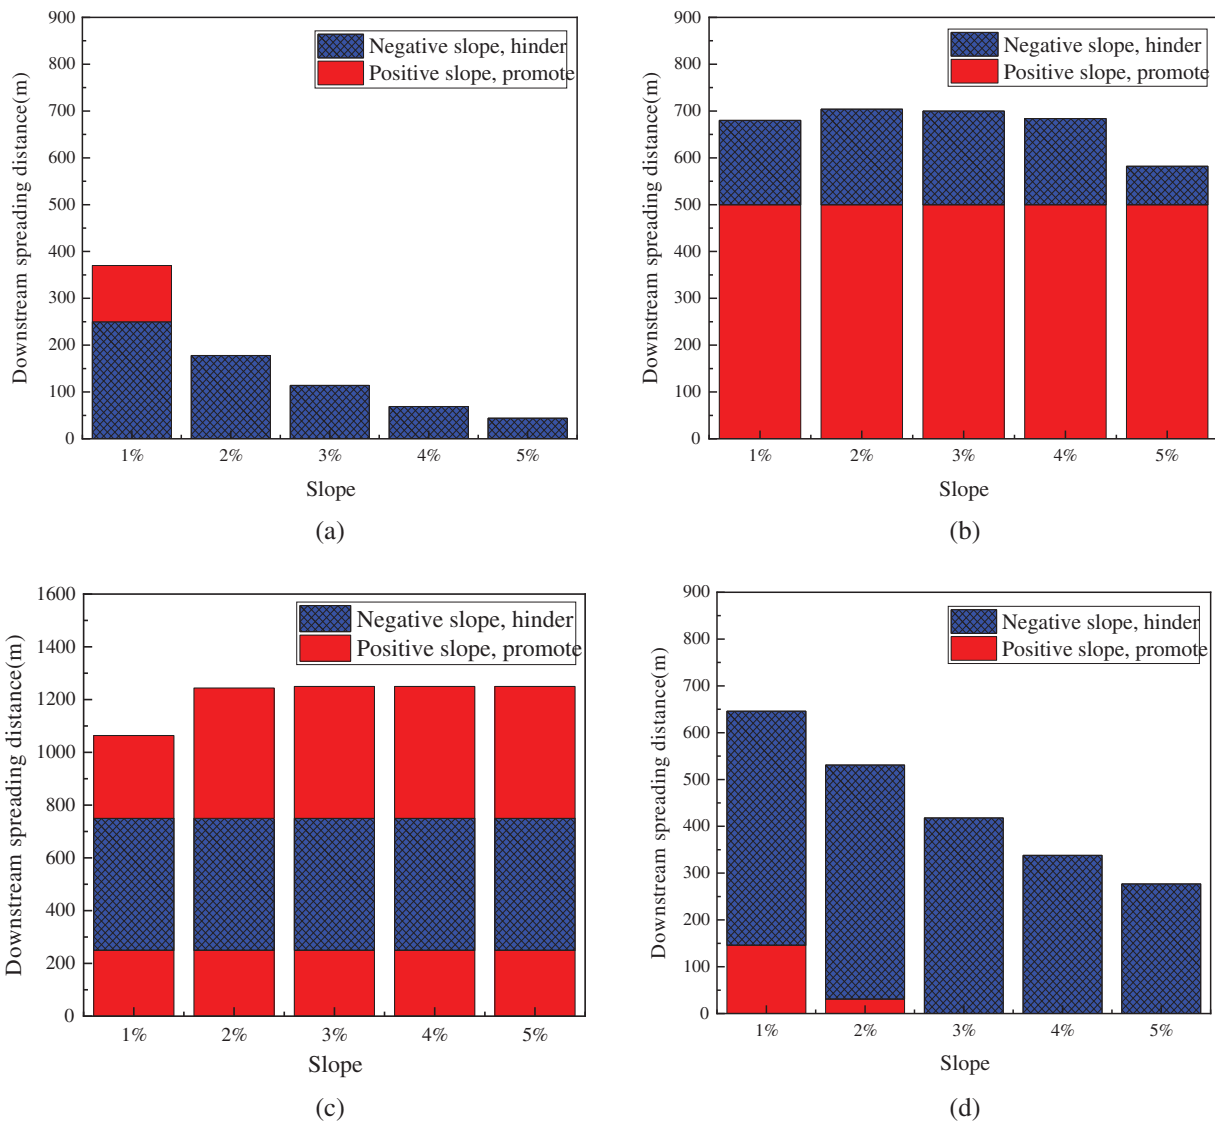 Downstream spreading distance(m)
900
800
700
600
500
400
300
200
100
0
Negative slope, hinder
Positive slope, promote
1% 2% 3% 4% 5%
Slope
(a)
Downstream spreading distance(m)
900
800
700
600
500
400
300
200
100
0
Negative slope, hinder
Positive slope, promote
1% 2% 3% 4% 5%
Slope
(b)
Downstream spreading distance(m)
1600
1400
1200
1000
800
600
400
200
0
Negative slope, hinder
Positive slope, promote
1% 2% 3% 4% 5%
Slope
(c)
Downstream spreading distance(m)
900
800
700
600
500
400
300
200
100
0
Negative slope, hinder
Positive slope, promote
1% 2% 3% 4% 5%
Slope
(d)